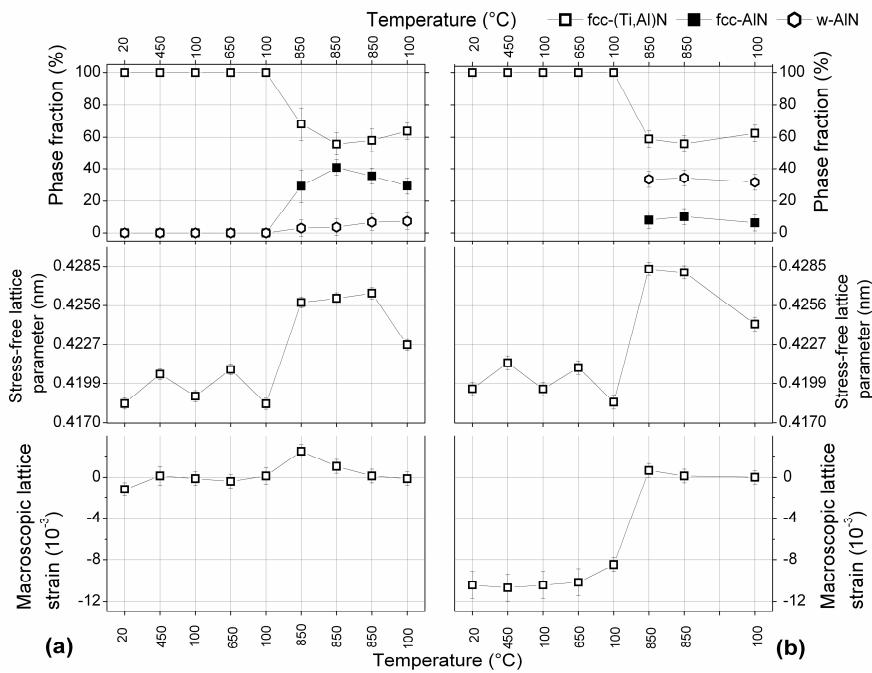 Temperature (°C) fcc-(Ti,Al)N fcc-AlN w-AlN
20 450 100 650 100 850 850 850 100
20 450 100 650 100 850 850 100
Phase fraction (%)
100
80
60
40
20
0
100
80
60
40
20
0
Phase fraction (%)
Stress-free lattice
parameter (nm)
0.4285
0.4256
0.4227
0.4199
0.4170
0.4285
0.4256
0.4227
0.4199
0.4170
Stress-free lattice
parameter (nm)
Macroscopic lattice
strain (10⁻³)
0
-4
-8
-12
0
-4
-8
-12
Macroscopic lattice
strain (10⁻³)
20 450 100 650 100 850 850 850 100
20 450 100 650 100 850 850 100
(a) Temperature (°C) (b)